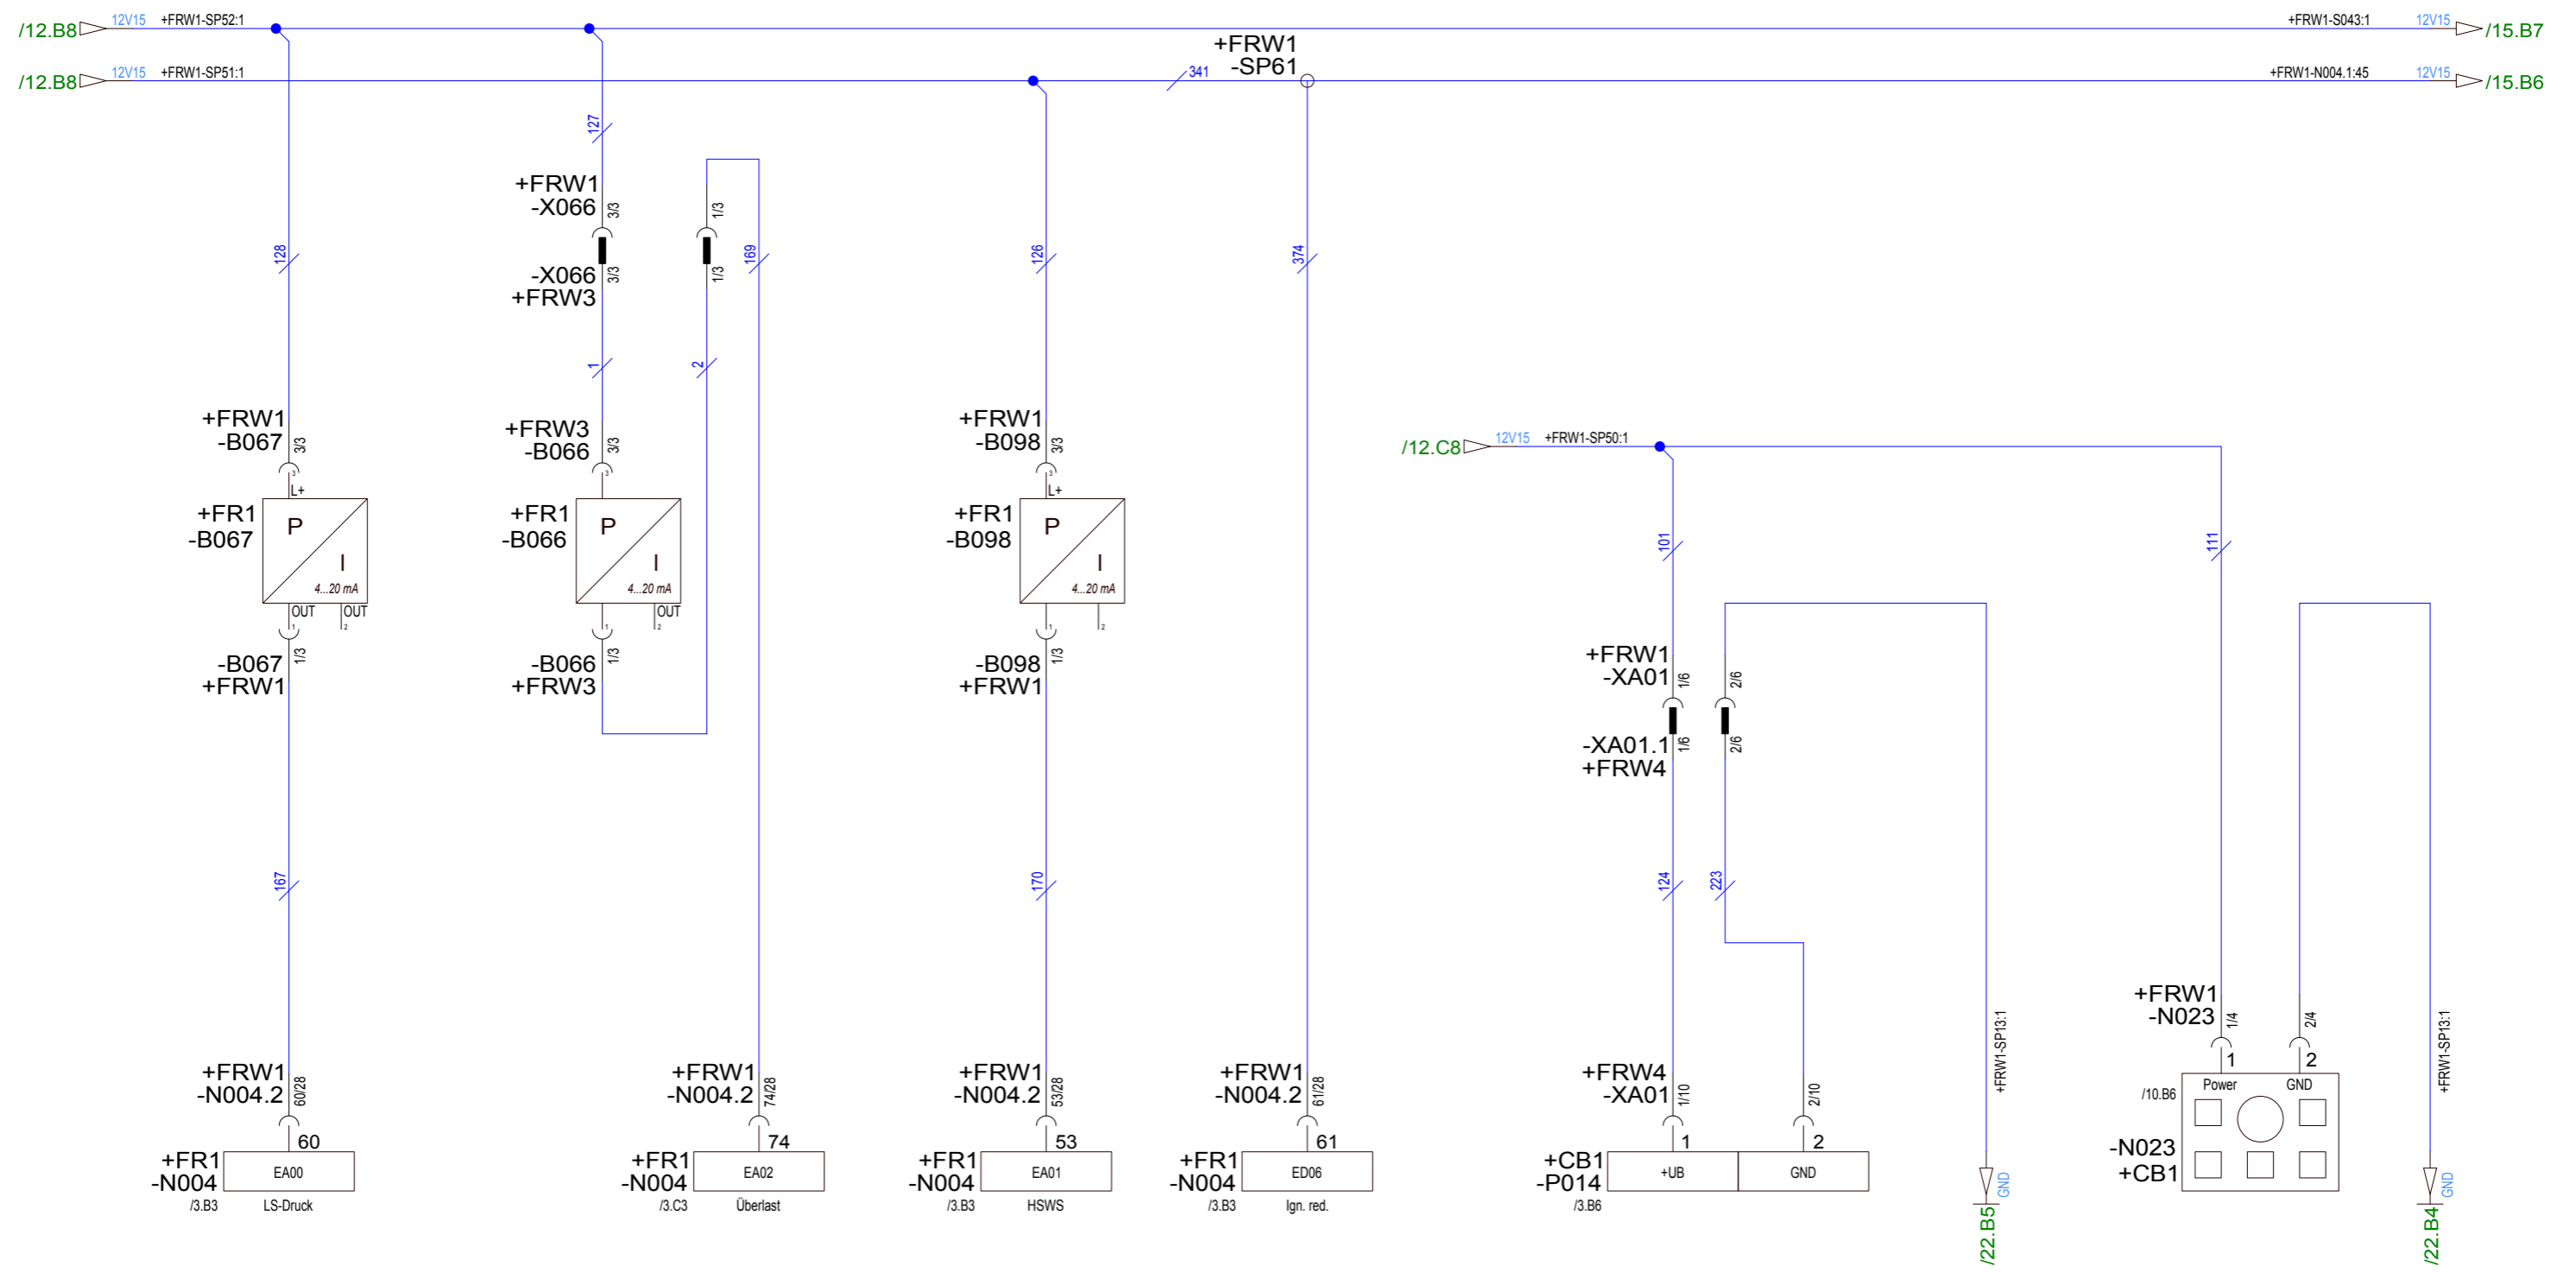 /12.B8 12V15 +FRW1-SP52:1 +FRW1-S043:1 12V15 /15.B7
+FRW1
-SP61
/12.B8 12V15 +FRW1-SP51:1 341 +FRW1-N004.1:45 12V15 /15.B6
127
+FRW1
-X066 3/3 1/3
128 169 126 374
-X066 3/3 1/3
+FRW3
1 2
+FRW1
-B067 3/3
+FRW3
-B066 3/3
+FRW1
-B098 3/3
/12.C8 12V15 +FRW1-SP50:1
3 3 3
L+ L+
+FR1
-B067
P
I
4...20 mA
+FR1
-B066
P
I
4...20 mA
+FR1
-B098
P
I
4...20 mA
101 111
OUT OUT OUT
1 2 1 2 1 2
-B067 1/3
+FRW1
-B066 1/3
+FRW3
-B098 1/3
+FRW1
+FRW1
-XA01 1/6 2/6
-XA01.1 1/6 2/6
+FRW4
167 170 124 223
+FRW1
-N023 1/4 2/4
1 2
+FRW1-SP13:1
+FRW1-SP13:1
+FRW1
-N004.2 60/28
+FRW1
-N004.2 74/28
+FRW1
-N004.2 53/28
+FRW1
-N004.2 61/28
+FRW4
-XA01 1/10 2/10
Power GND
/10.B6
-N023
+CB1
60 74 53 61 1 2
+FR1
-N004
EA00
/3.B3 LS-Druck
+FR1
-N004
EA02
/3.C3 Überlast
+FR1
-N004
EA01
/3.B3 HSWS
+FR1
-N004
ED06
/3.B3 Ign. red.
+CB1
-P014
+UB GND
/3.B6
GND
/22.B5
GND
/22.B4